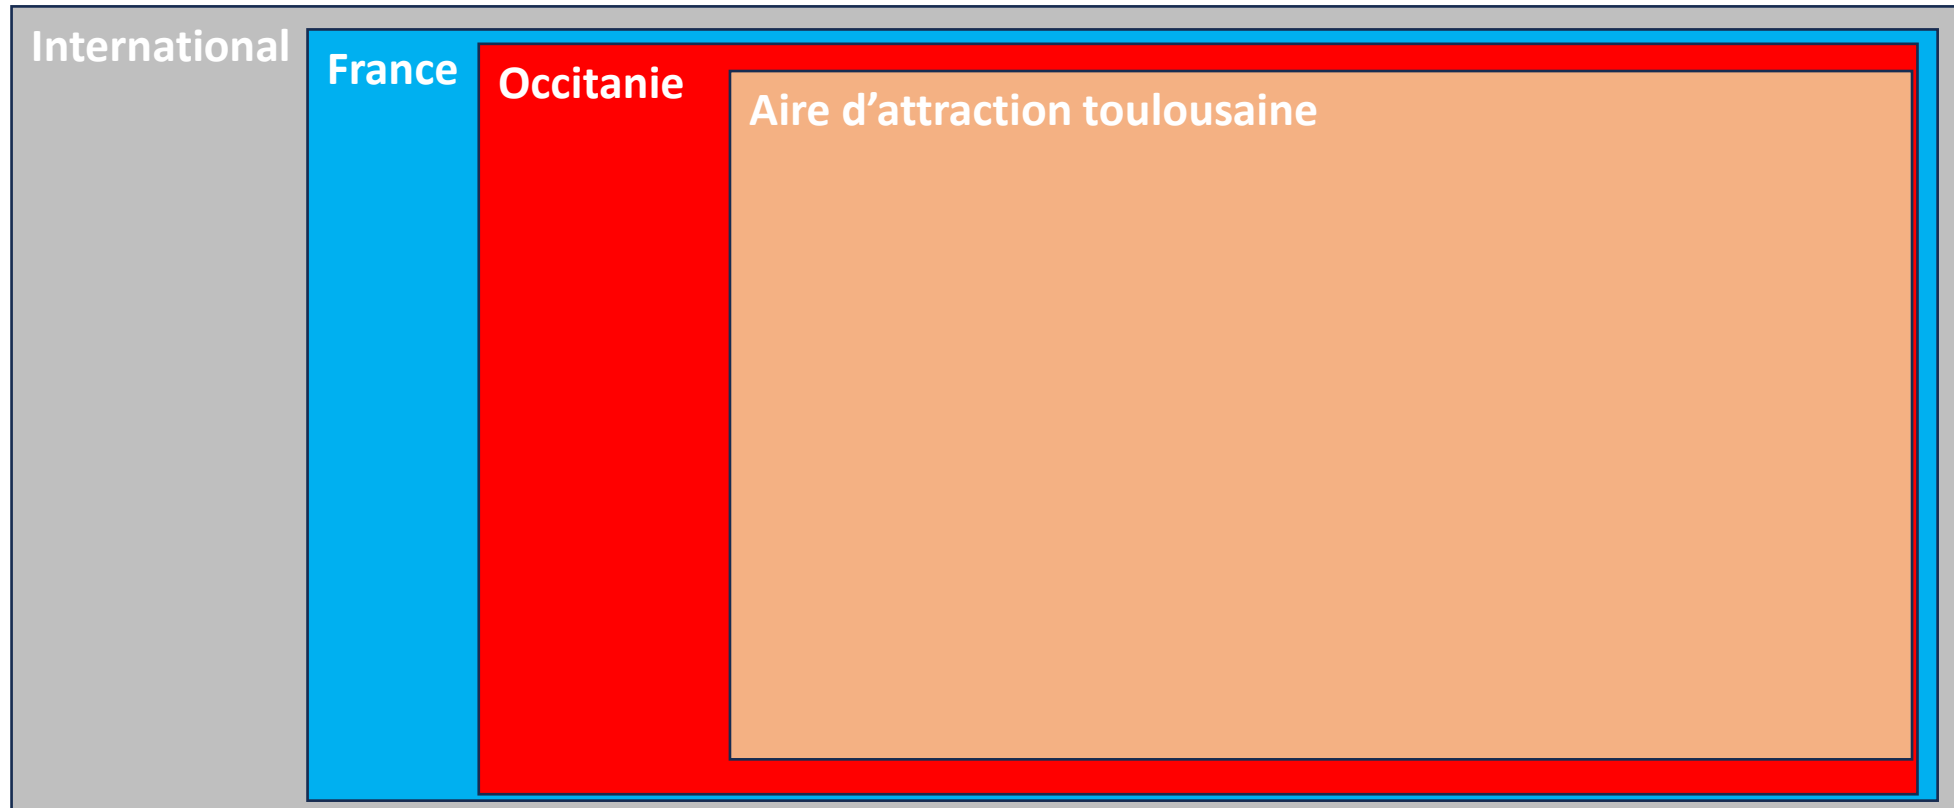 International
France
Occitanie
Aire d’attraction toulousaine